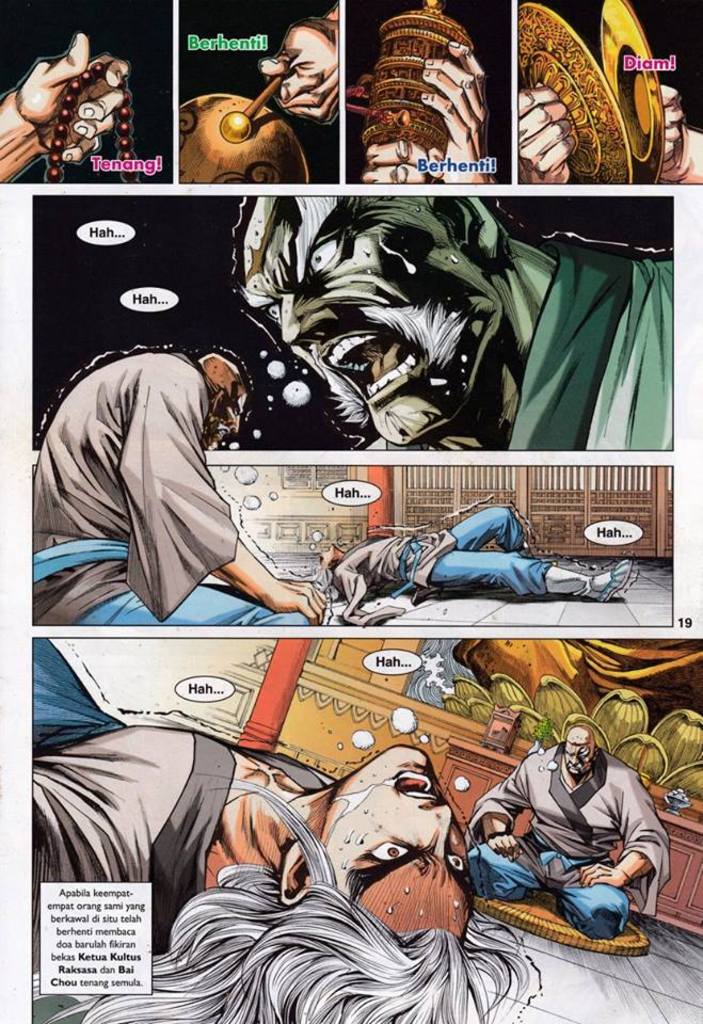 Tenang!
Berhenti!
Berhenti!
Diam!
Hah...
Hah...
Hah...
Hah...
19
Hah...
Hah...
Apabila keempat-
empat orang sami yang
berkawal di situ telah
berhenti membaca
doa barulah fikiran
bekas Ketua Kultus
Raksasa dan Bai
Chou tenang semula.